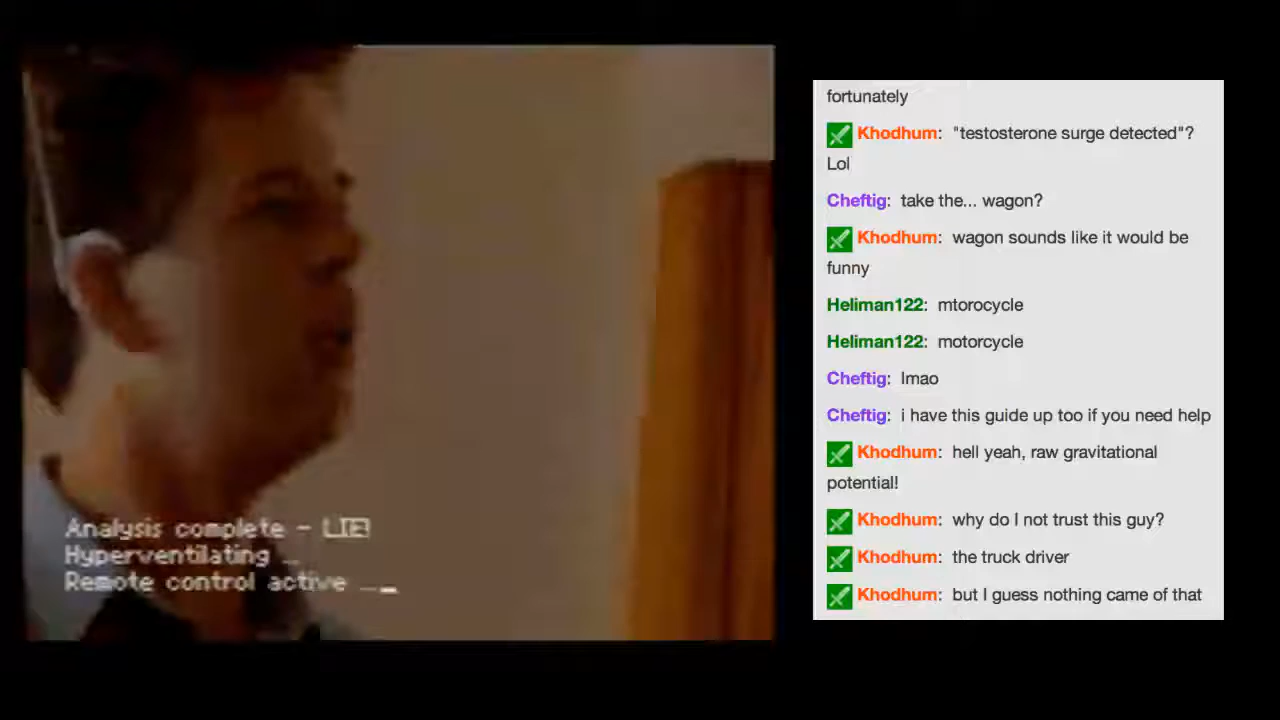 Analysis complete - LIE!
Hyperventilating ...
Remote control active ..._
fortunately
Khodhum: "testosterone surge detected"?
Lol
Cheftig: take the... wagon?
Khodhum: wagon sounds like it would be
funny
Heliman122: mtorocycle
Heliman122: motorcycle
Cheftig: lmao
Cheftig: i have this guide up too if you need help
Khodhum: hell yeah, raw gravitational
potential!
Khodhum: why do I not trust this guy?
Khodhum: the truck driver
Khodhum: but I guess nothing came of that